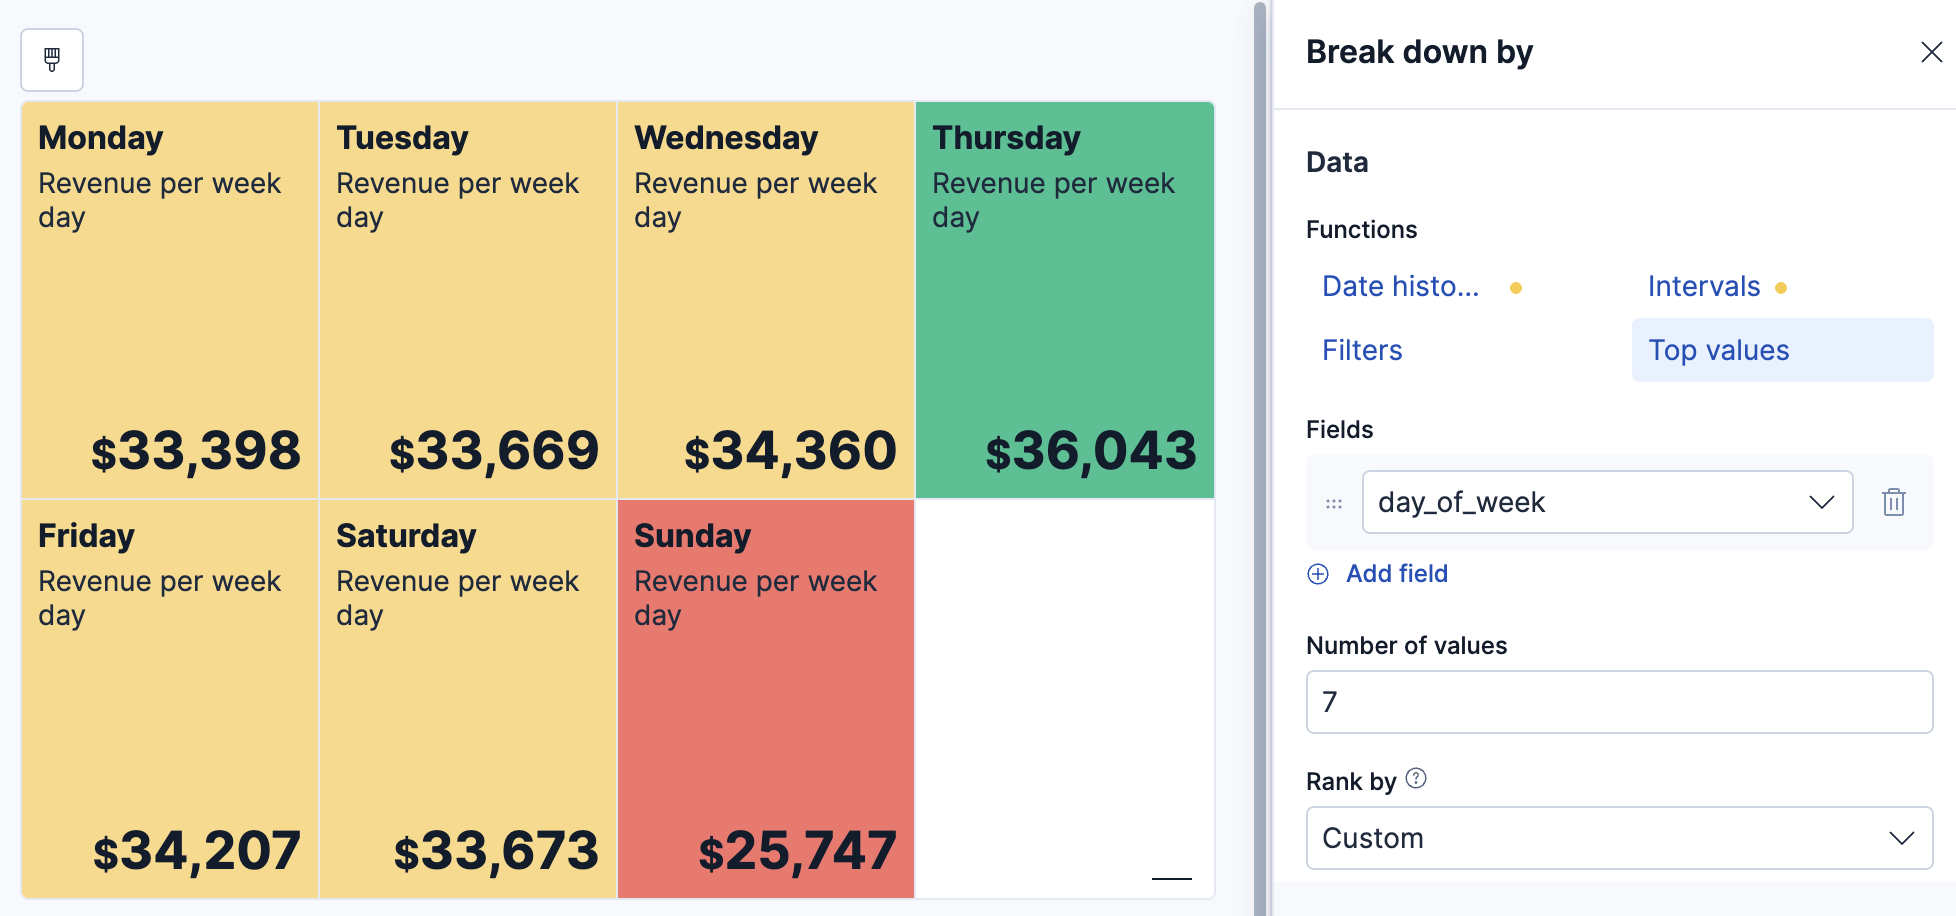 Monday
Revenue per week
day
$33,398
Tuesday
Revenue per week
day
$33,669
Wednesday
Revenue per week
day
$34,360
Thursday
Revenue per week
day
$36,043
Friday
Revenue per week
day
$34,207
Saturday
Revenue per week
day
$33,673
Sunday
Revenue per week
day
$25,747
Break down by
Data
Functions
Date histo...
Intervals
Filters
Top values
Fields
day_of_week
Add field
Number of values
7
Rank by
Custom